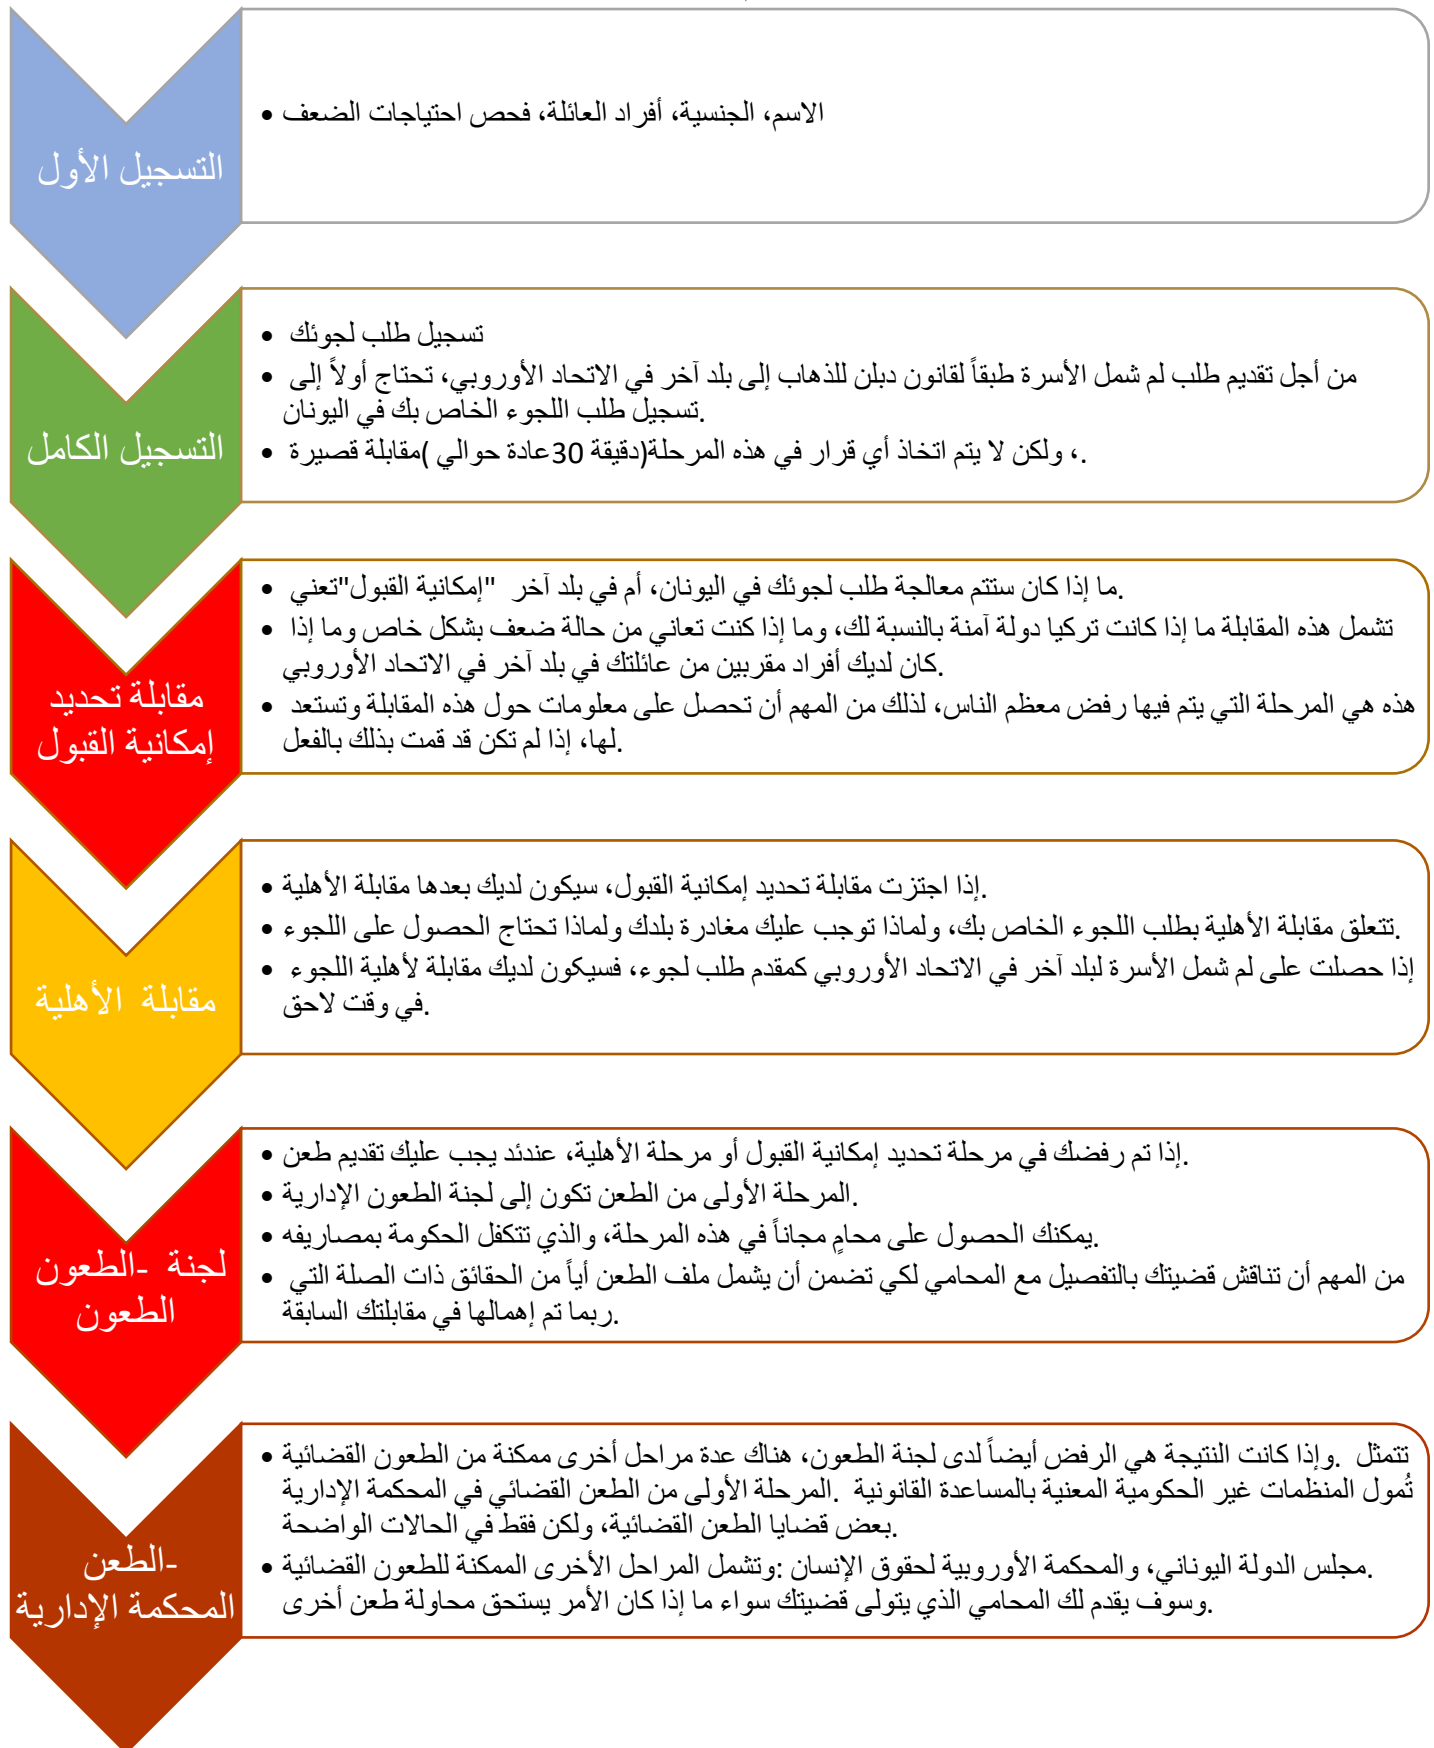 التسجيل الأول
• الاسم، الجنسية، أفراد العائلة، فحص احتياجات الضعف
التسجيل الكامل
• تسجيل طلب لجوئك
• من أجل تقديم طلب لم شمل الأسرة طبقاً لقانون دبلن للذهاب إلى بلد آخر في الاتحاد الأوروبي، تحتاج أولاً إلى
تسجيل طلب اللجوء الخاص بك في اليونان.
• مقابلة قصيرة (عادة حوالي 30 دقيقة)، ولكن لا يتم اتخاذ أي قرار في هذه المرحلة.
مقابلة تحديد
إمكانية القبول
• تعني "إمكانية القبول" ما إذا كان ستتم معالجة طلب لجوئك في اليونان، أم في بلد آخر.
• تشمل هذه المقابلة ما إذا كانت تركيا دولة آمنة بالنسبة لك، وما إذا كنت تعاني من حالة ضعف بشكل خاص وما إذا
كان لديك أفراد مقربين من عائلتك في بلد آخر في الاتحاد الأوروبي.
• هذه هي المرحلة التي يتم فيها رفض معظم الناس، لذلك من المهم أن تحصل على معلومات حول هذه المقابلة وتستعد
لها، إذا لم تكن قد قمت بذلك بالفعل.
مقابلة الأهلية
• إذا اجتزت مقابلة تحديد إمكانية القبول، سيكون لديك بعدها مقابلة الأهلية.
• تتعلق مقابلة الأهلية بطلب اللجوء الخاص بك، ولماذا توجب عليك مغادرة بلدك ولماذا تحتاج الحصول على اللجوء.
• إذا حصلت على لم شمل الأسرة لبلد آخر في الاتحاد الأوروبي كمقدم طلب لجوء، فسيكون لديك مقابلة لأهلية اللجوء
في وقت لاحق.
لجنة -الطعون
الطعون
• إذا تم رفضك في مرحلة تحديد إمكانية القبول أو مرحلة الأهلية، عندئد يجب عليك تقديم طعن.
• المرحلة الأولى من الطعن تكون إلى لجنة الطعون الإدارية.
• يمكنك الحصول على محامٍ مجاناً في هذه المرحلة، والذي تتكفل الحكومة بمصاريفه.
• من المهم أن تناقش قضيتك بالتفصيل مع المحامي لكي تضمن أن يشمل ملف الطعن أياً من الحقائق ذات الصلة التي
ربما تم إهمالها في مقابلتك السابقة.
الطعن-
المحكمة الإدارية
• وإذا كانت النتيجة هي الرفض أيضاً لدى لجنة الطعون، هناك عدة مراحل أخرى ممكنة من الطعون القضائية. تتمثل
المرحلة الأولى من الطعن القضائي في المحكمة الإدارية. تُمول المنظمات غير الحكومية المعنية بالمساعدة القانونية
بعض قضايا الطعن القضائية، ولكن فقط في الحالات الواضحة.
• وتشمل المراحل الأخرى الممكنة للطعون القضائية: مجلس الدولة اليوناني، والمحكمة الأوروبية لحقوق الإنسان.
وسوف يقدم لك المحامي الذي يتولى قضيتك سواء ما إذا كان الأمر يستحق محاولة طعن أخرى.